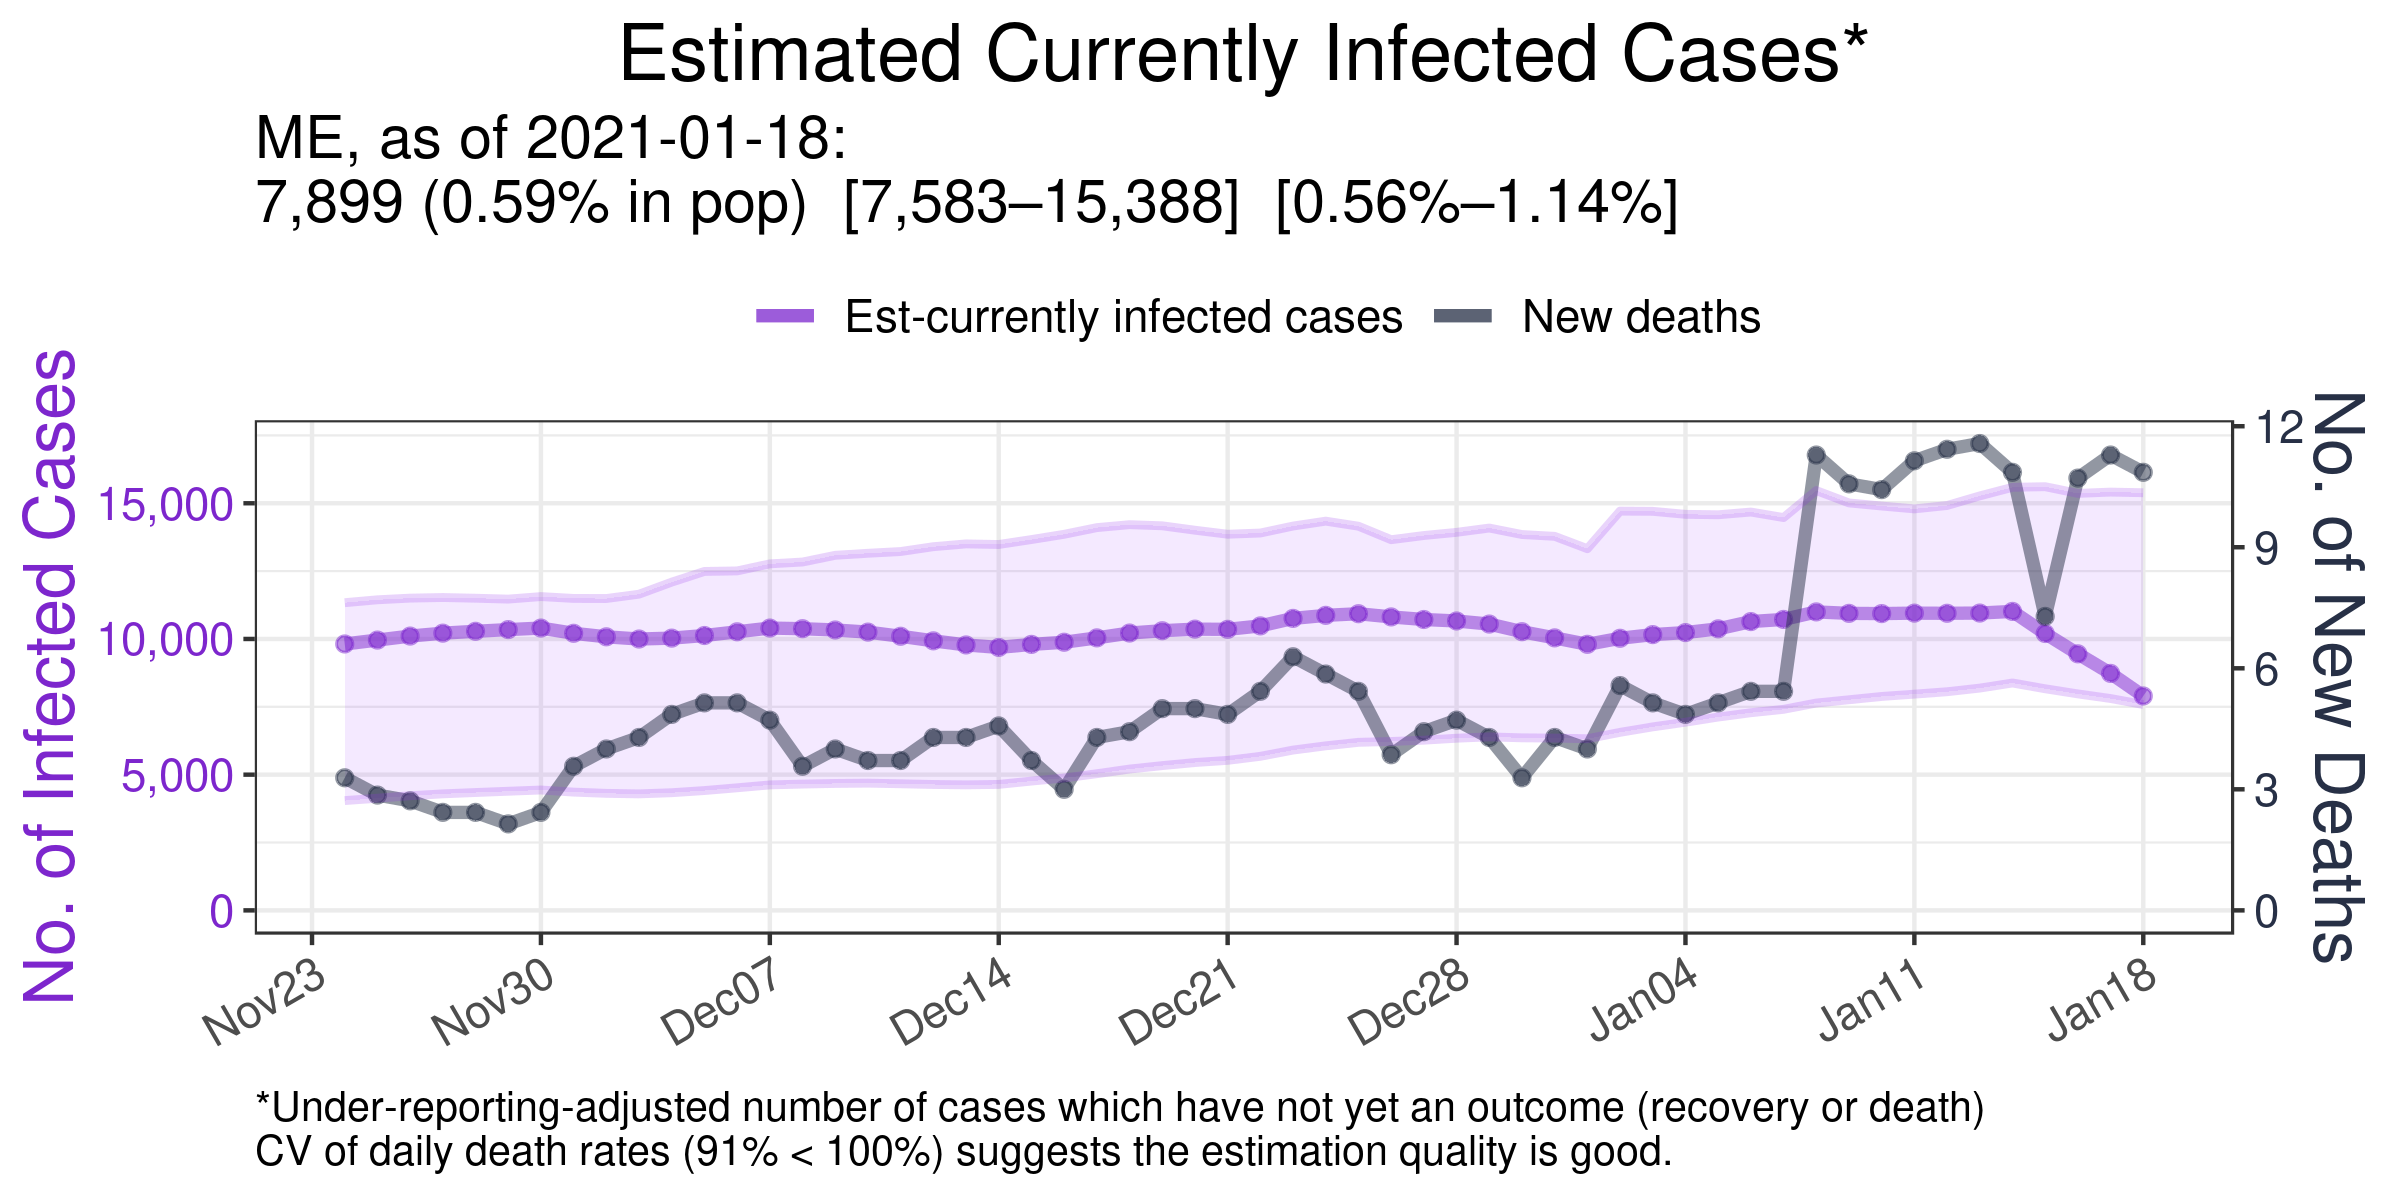 Estimated Currently Infected Cases*
ME, as of 2021-01-18:
7,899 (0.59% in pop)  [7,583–15,388]  [0.56%–1.14%]
Est-currently infected cases
New deaths
No. of Infected Cases
15,000
10,000
5,000
0
No. of New Deaths
12
9
6
3
0
Nov23
Nov30
Dec07
Dec14
Dec21
Dec28
Jan04
Jan11
Jan18
*Under-reporting-adjusted number of cases which have not yet an outcome (recovery or death)
CV of daily death rates (91% < 100%) suggests the estimation quality is good.